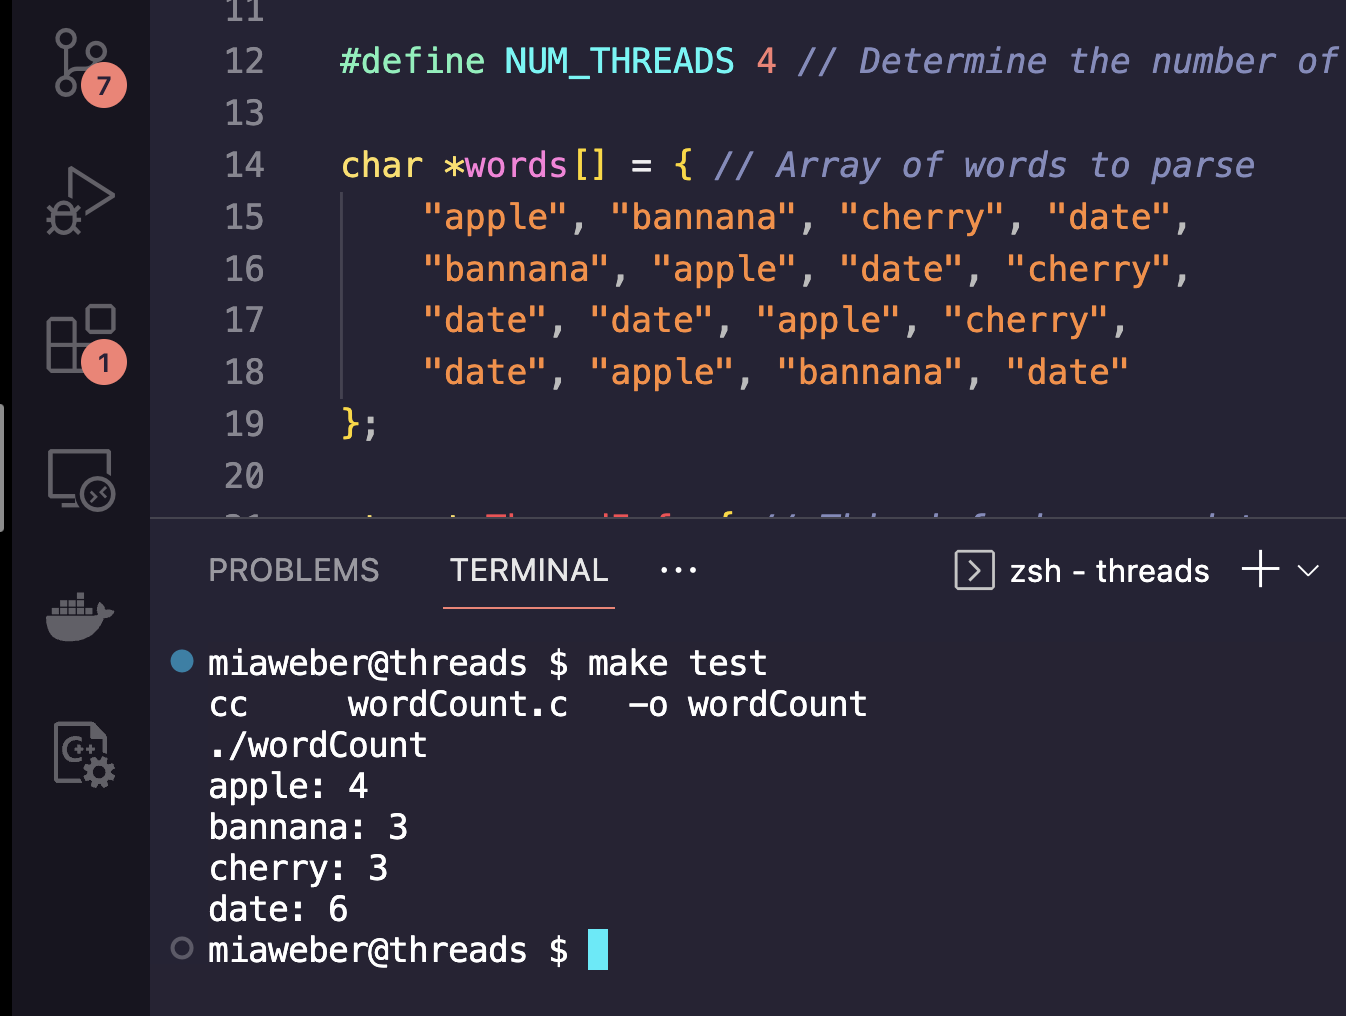 11
7
12 #define NUM_THREADS 4 // Determine the number of
13
14 char *words[] = { // Array of words to parse
15 "apple", "bannana", "cherry", "date",
16 "bannana", "apple", "date", "cherry",
17 "date", "date", "apple", "cherry",
1
18 "date", "apple", "bannana", "date"
19 };
20
PROBLEMS TERMINAL ··· zsh - threads
miaweber@threads $ make test
cc     wordCount.c   -o wordCount
./wordCount
C++
apple: 4
bannana: 3
cherry: 3
date: 6
miaweber@threads $